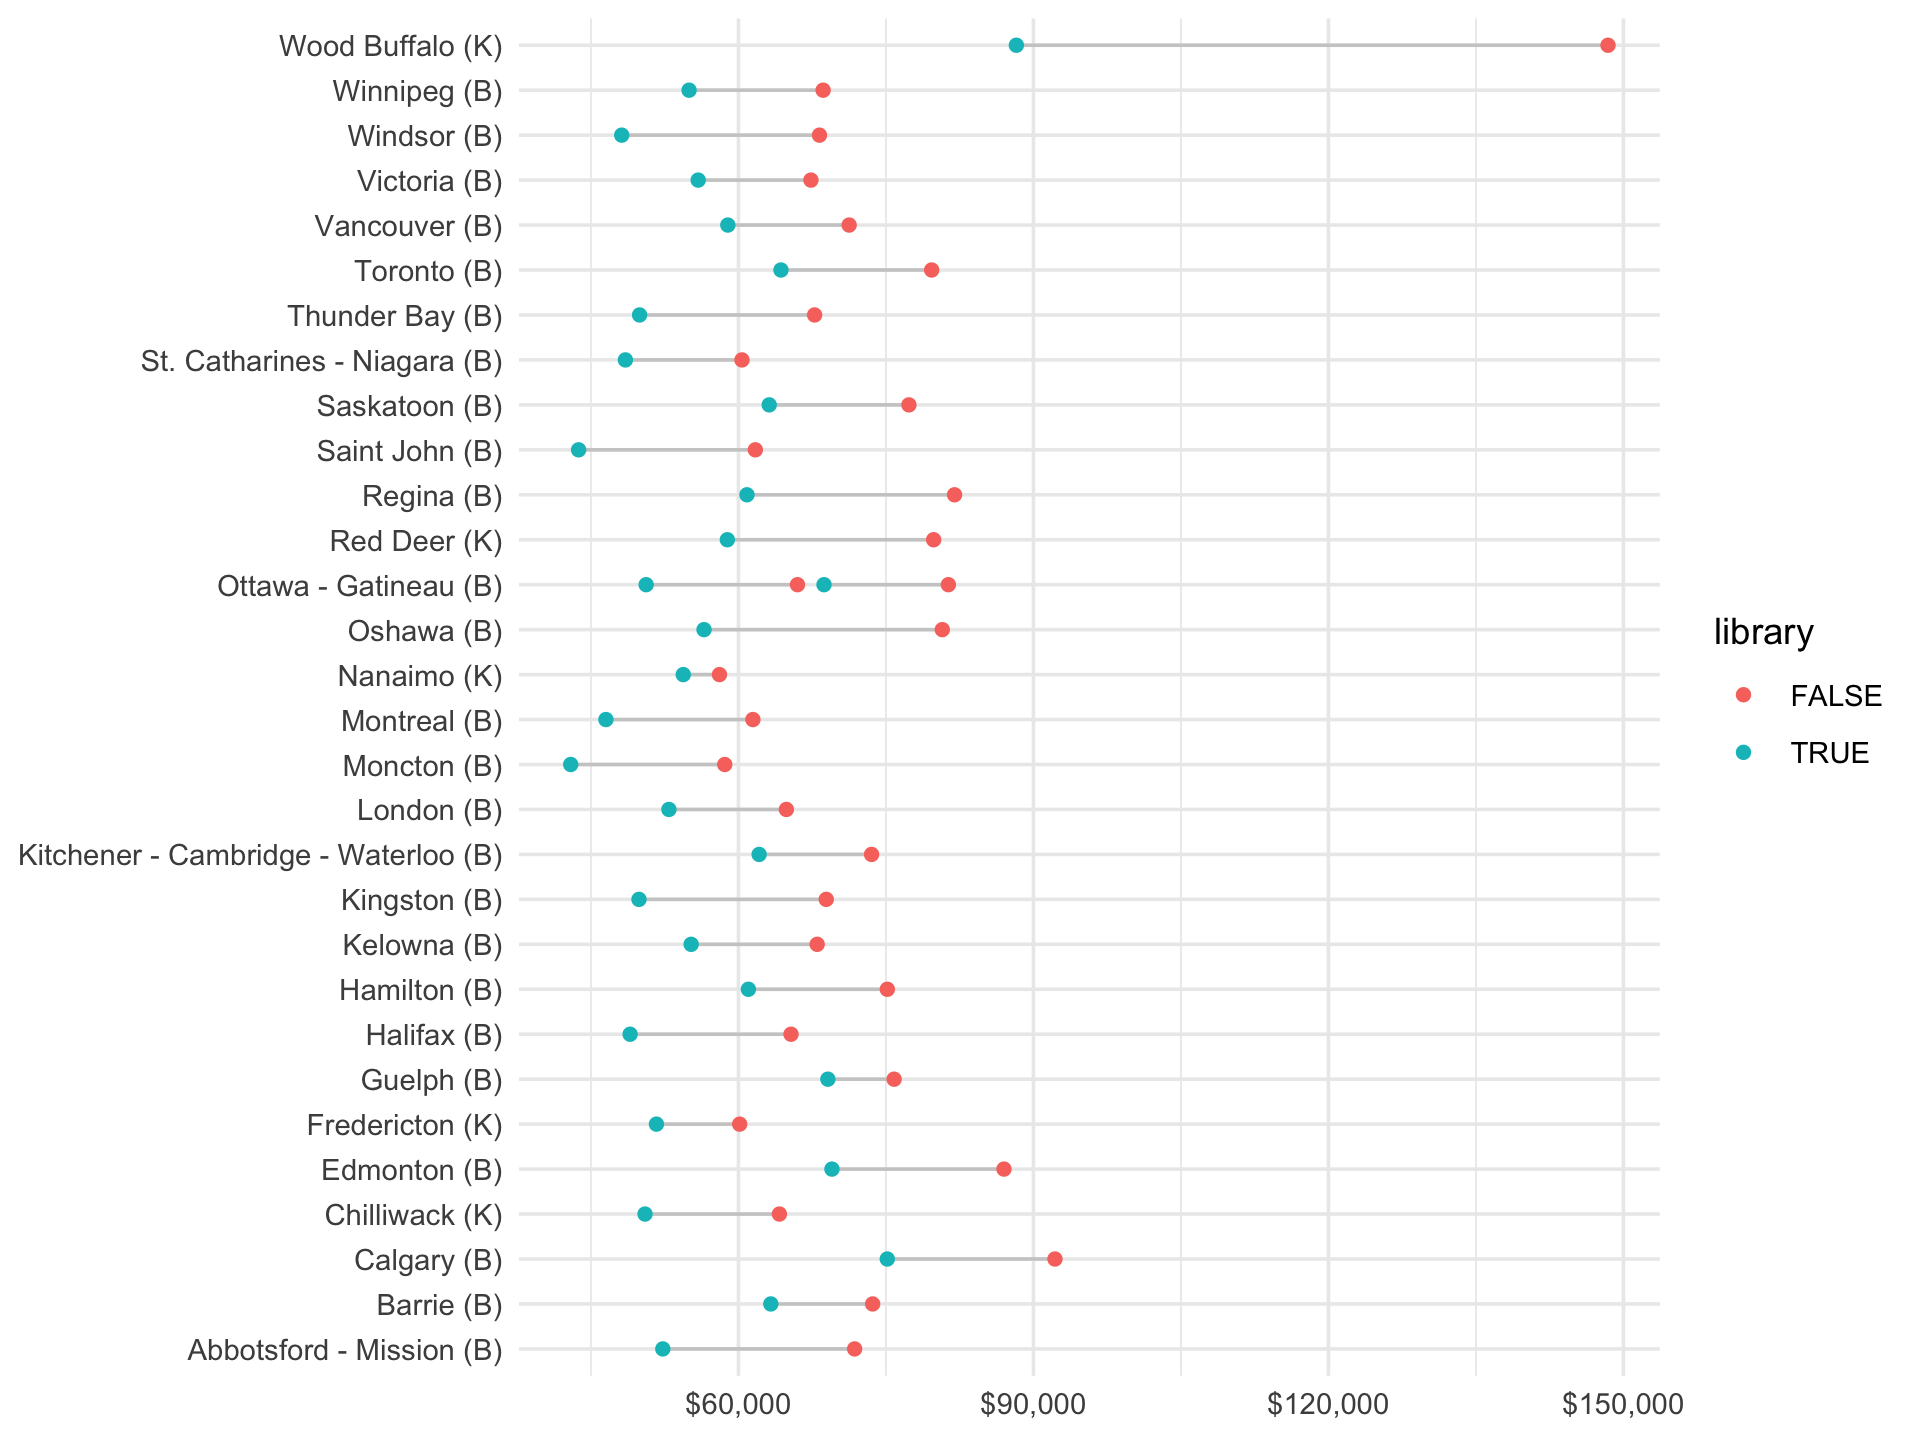 Wood Buffalo (K)
Winnipeg (B)
Windsor (B)
Victoria (B)
Vancouver (B)
Toronto (B)
Thunder Bay (B)
St. Catharines - Niagara (B)
Saskatoon (B)
Saint John (B)
Regina (B)
Red Deer (K)
Ottawa - Gatineau (B)
Oshawa (B)
Nanaimo (K)
Montreal (B)
Moncton (B)
London (B)
Kitchener - Cambridge - Waterloo (B)
Kingston (B)
Kelowna (B)
Hamilton (B)
Halifax (B)
Guelph (B)
Fredericton (K)
Edmonton (B)
Chilliwack (K)
Calgary (B)
Barrie (B)
Abbotsford - Mission (B)
$60,000
$90,000
$120,000
$150,000
library
FALSE
TRUE